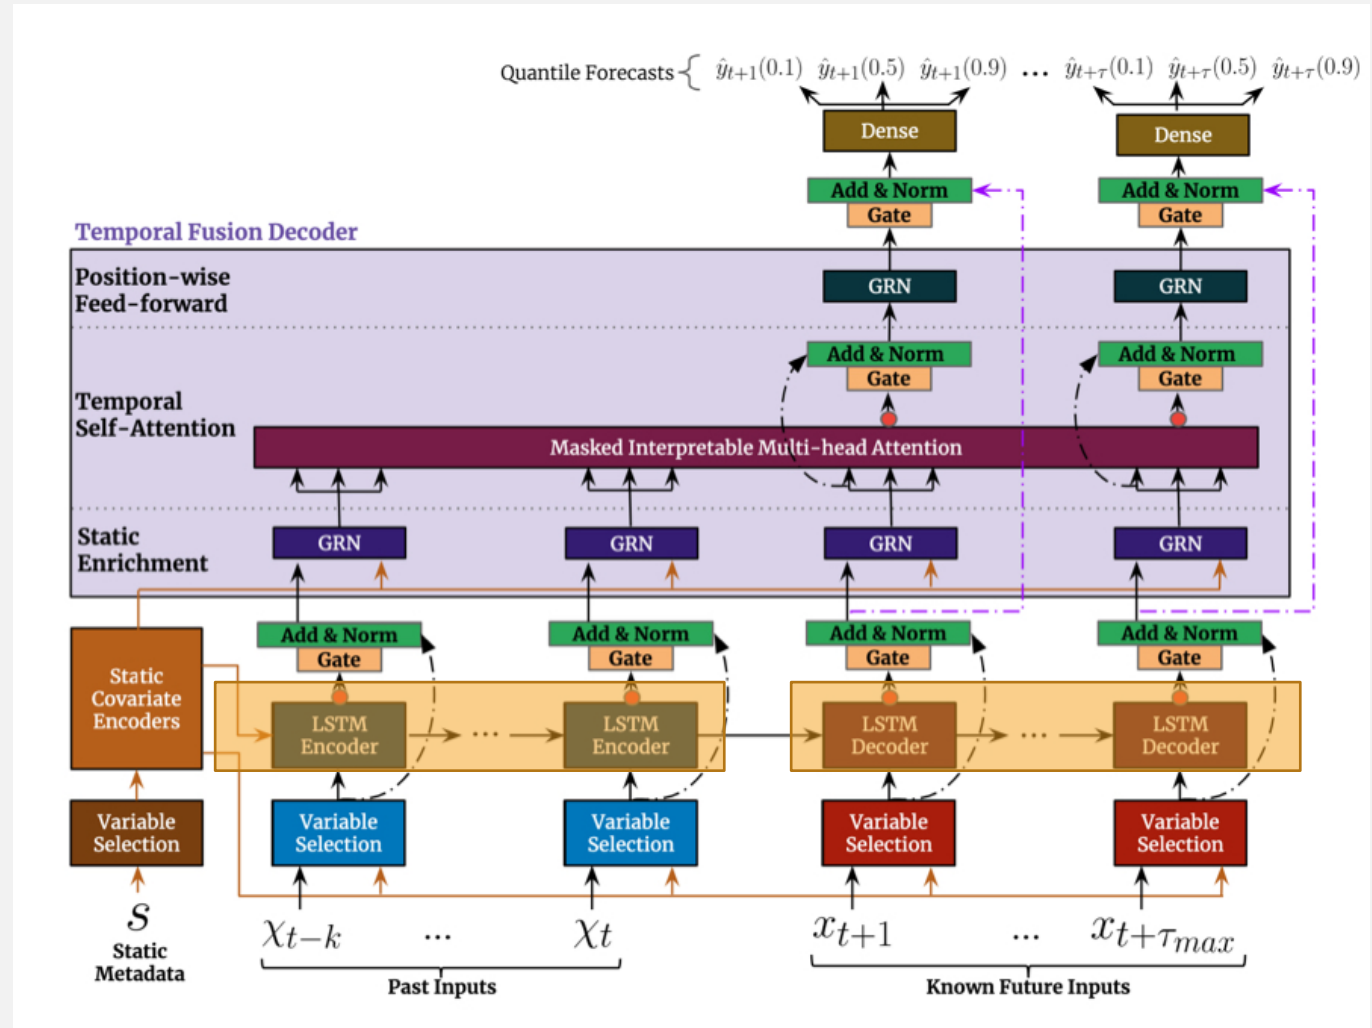 Quantile Forecasts ŷt+1(0.1) ŷt+1(0.5) ŷt+1(0.9) ... ŷt+τ(0.1) ŷt+τ(0.5) ŷt+τ(0.9)
Dense Dense
Add & Norm Add & Norm
Gate Gate
Temporal Fusion Decoder
Position-wise
Feed-forward
GRN GRN
Add & Norm Add & Norm
Gate Gate
Temporal
Self-Attention
Masked Interpretable Multi-head Attention
Static
Enrichment
GRN GRN GRN GRN
Add & Norm Add & Norm Add & Norm Add & Norm
Gate Gate Gate Gate
Static
Covariate
Encoders
LSTM
Encoder
...
LSTM
Encoder
LSTM
Decoder
...
LSTM
Decoder
Variable
Selection
Variable
Selection
Variable
Selection
Variable
Selection
Variable
Selection
s
Static
Metadata
χt−k ... χt xt+1 ... xt+τmax
Past Inputs
Known Future Inputs